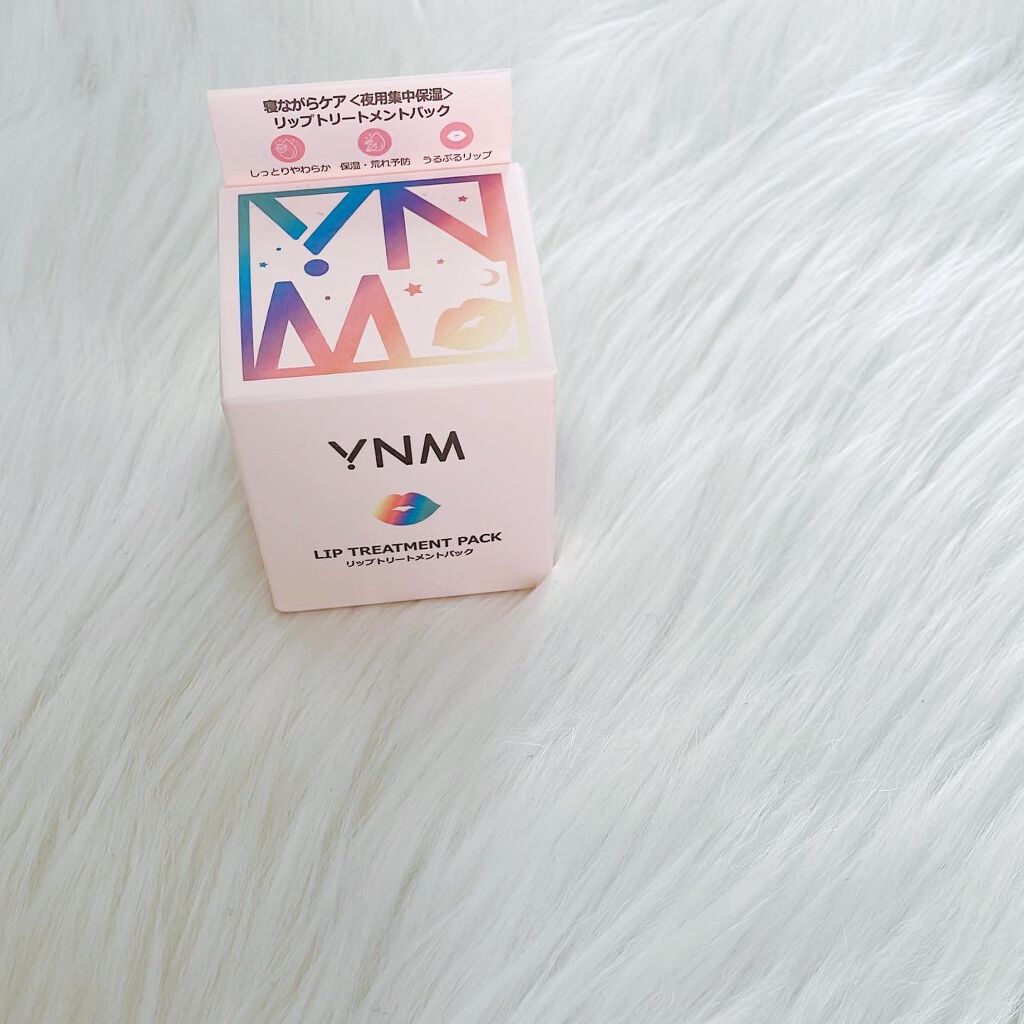 寝ながらケア<夜用集中保湿>
リップトリートメントパック
しっとりやわらか 保湿・荒れ予防 うるぷるリップ
YNM
YNM
LIP TREATMENT PACK
リップトリートメントパック